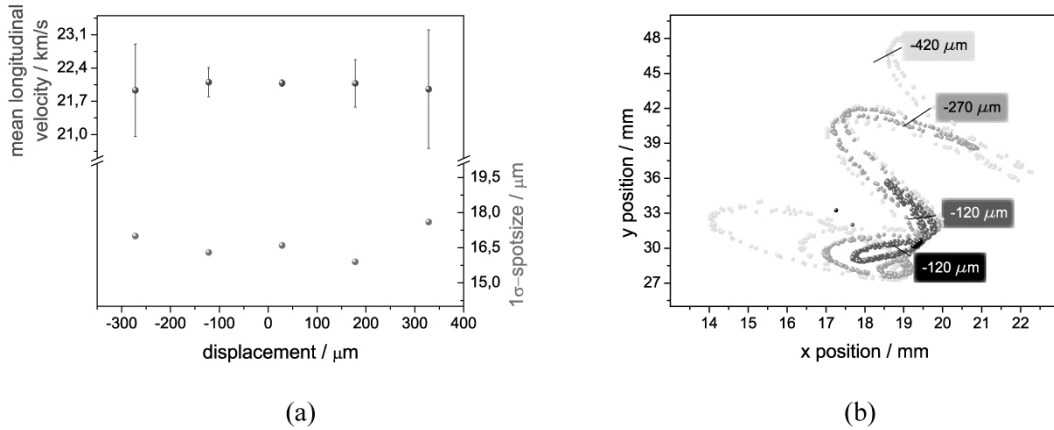 mean longitudinal
velocity / km/s
23,1
22,4
21,7
21,0
19,5
18,0
16,5
15,0
1σ−spotsize / μm
-300 -200 -100 0 100 200 300 400
displacement / μm
(a)
y position / mm
48
45
42
39
36
33
30
27
-420 μm
-270 μm
-120 μm
-120 μm
14 15 16 17 18 19 20 21 22
x position / mm
(b)